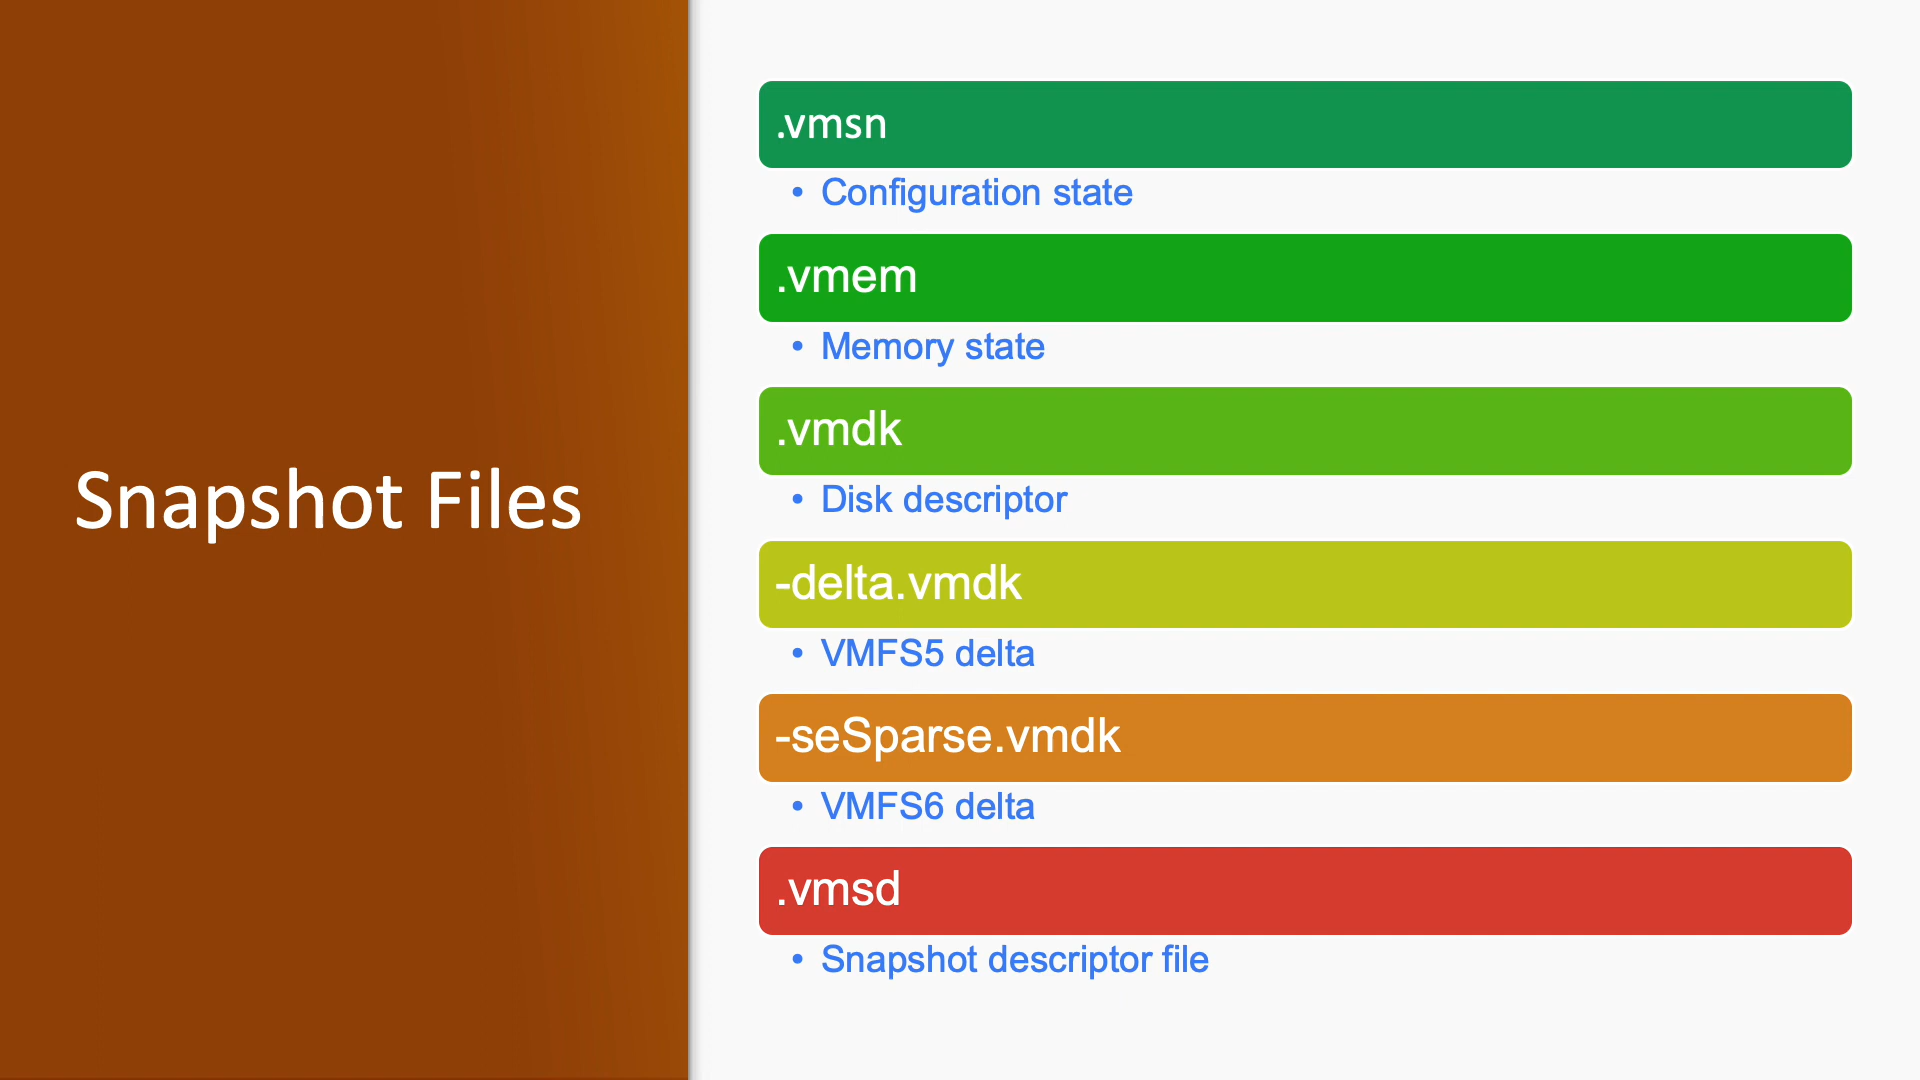 Snapshot Files
.vmsn
• Configuration state
.vmem
• Memory state
.vmdk
• Disk descriptor
-delta.vmdk
• VMFS5 delta
-seSparse.vmdk
• VMFS6 delta
.vmsd
• Snapshot descriptor file